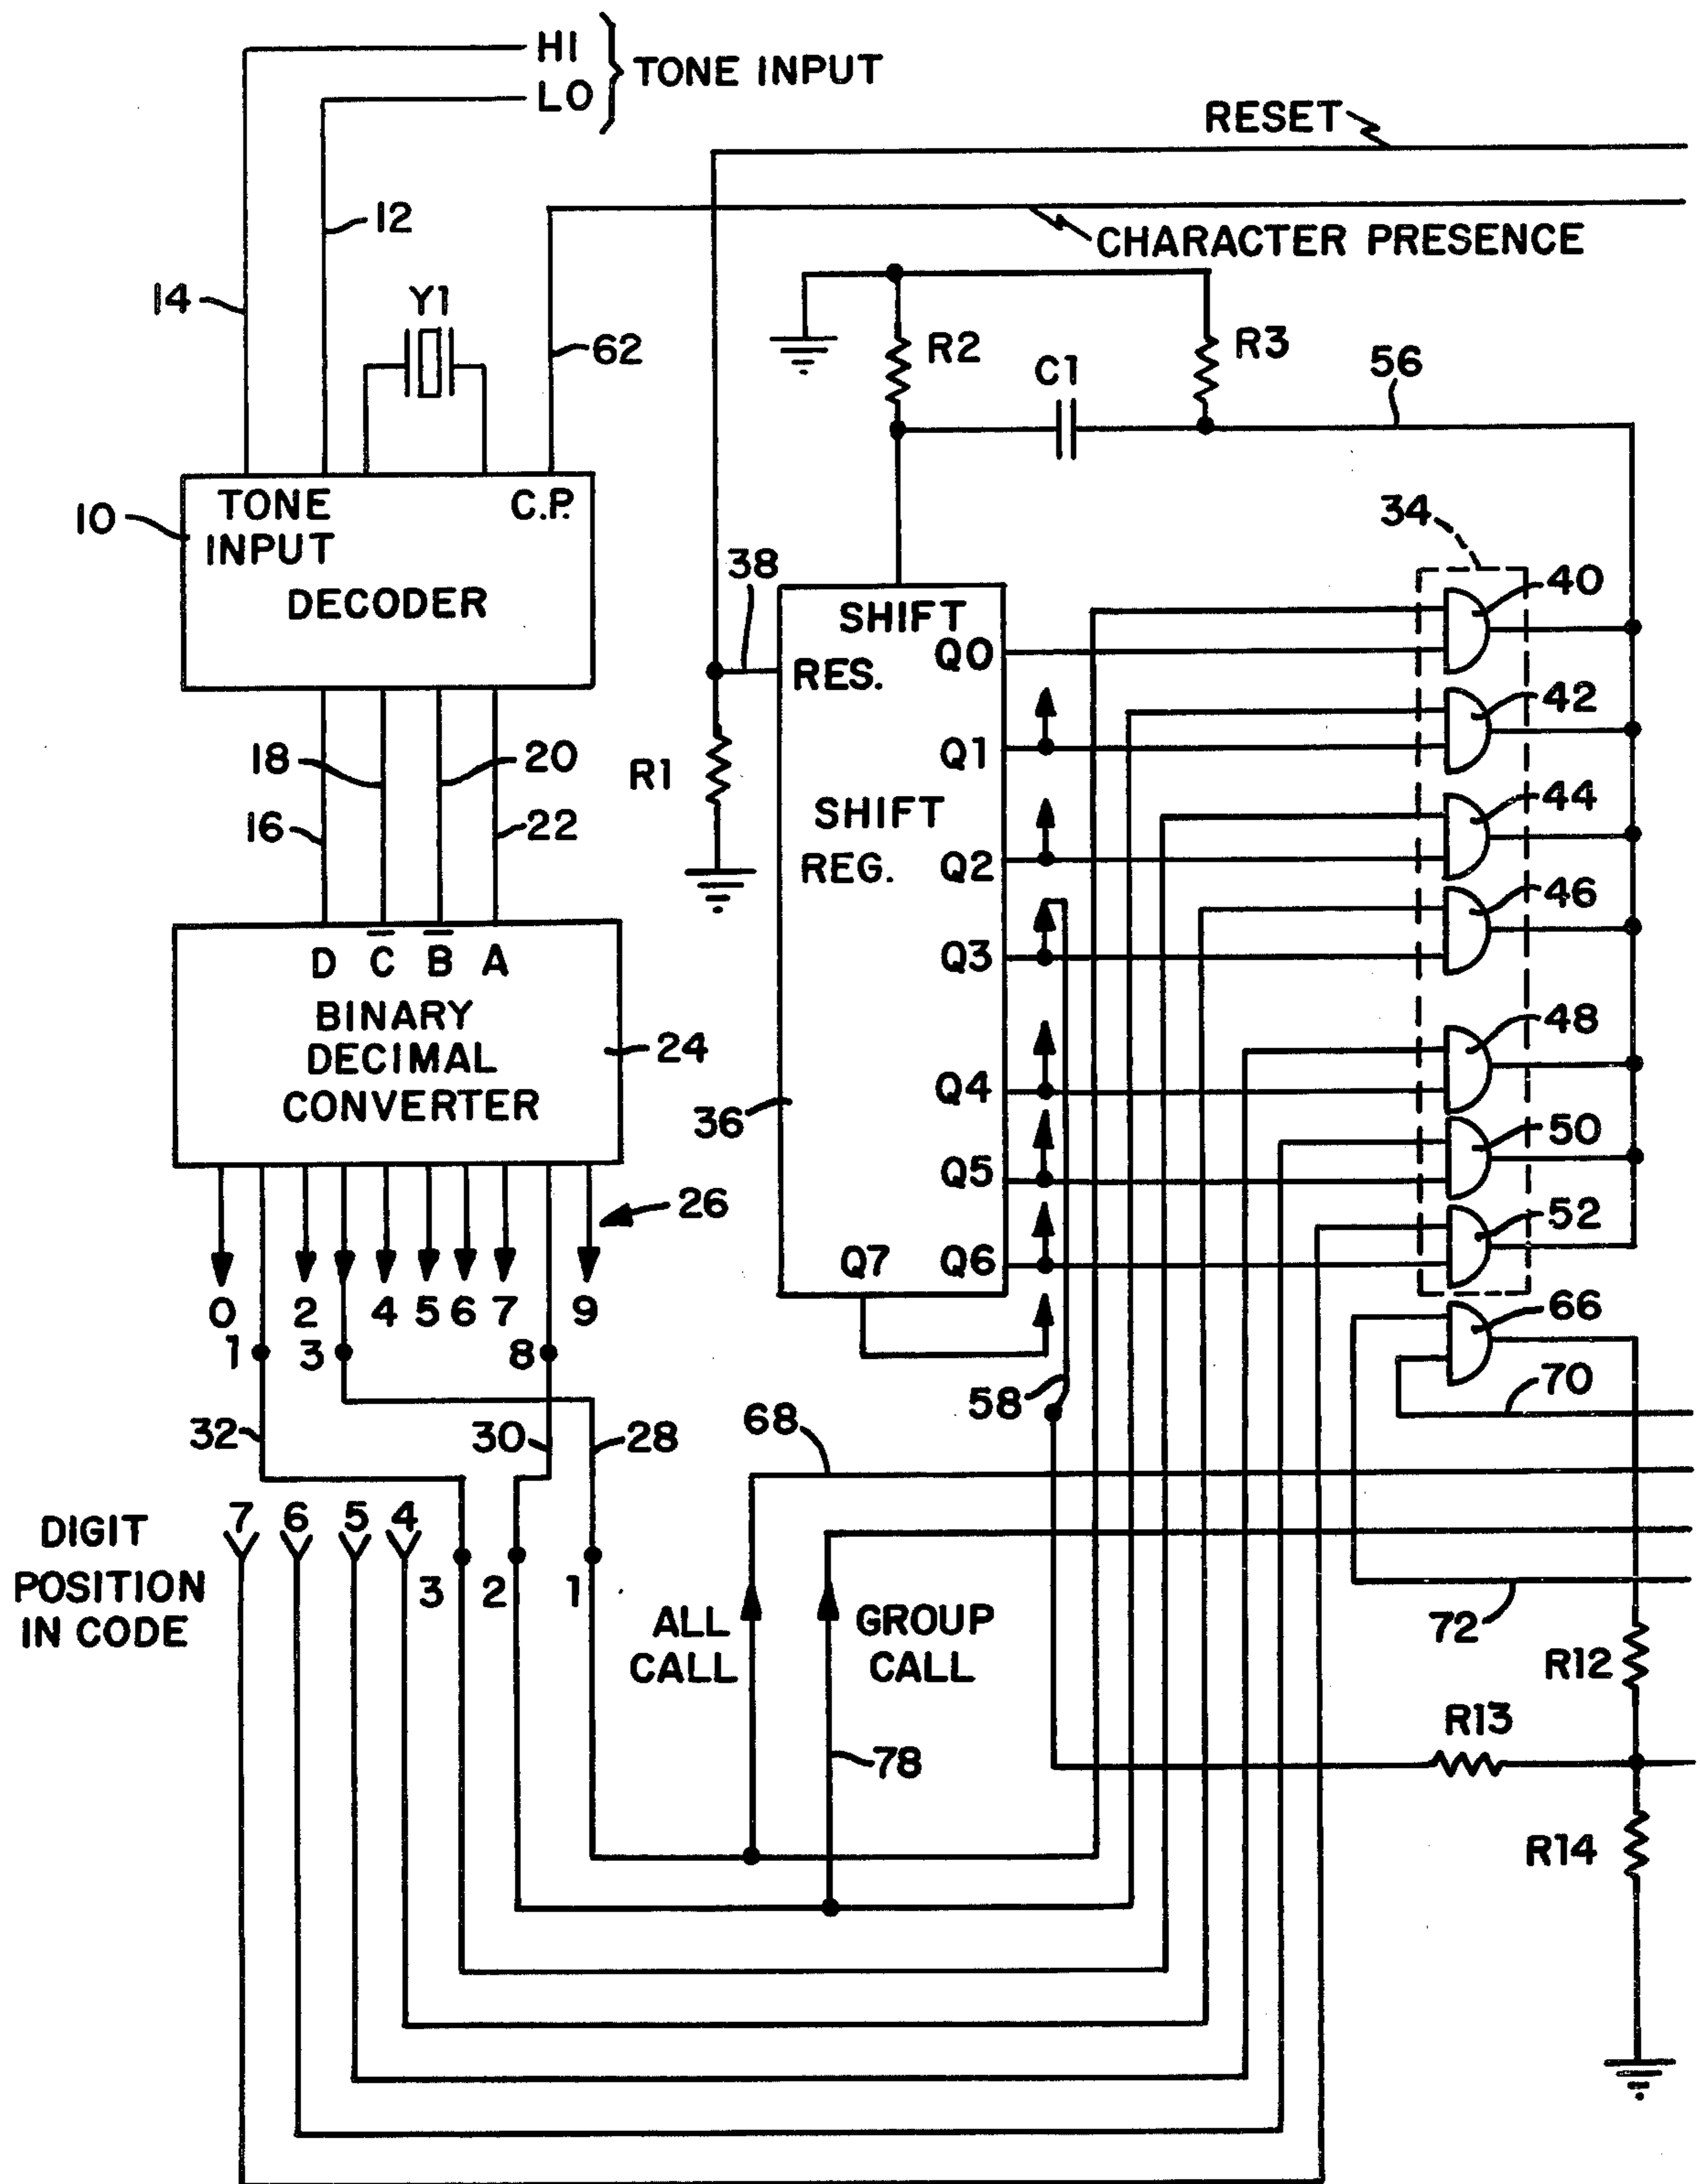 HI
LO
TONE INPUT
RESET
CHARACTER PRESENCE
12
14
Y1
62
R2
C1
R3
56
10
TONE
INPUT
C.P.
DECODER
34
38
SHIFT
Q0
RES.
40
Q1
42
18
20
R1
16
22
SHIFT
REG.
Q2
44
Q3
46
D C̅ B̅ A
BINARY
DECIMAL
CONVERTER
24
36
Q4
48
Q5
50
26
Q7
Q6
52
0 2 4 5 6 7 9
1 3 8
66
58
70
32
30
28
68
DIGIT
POSITION
IN CODE
7 6 5 4
3 2 1
ALL
CALL
GROUP
CALL
72
R12
78
R13
R14